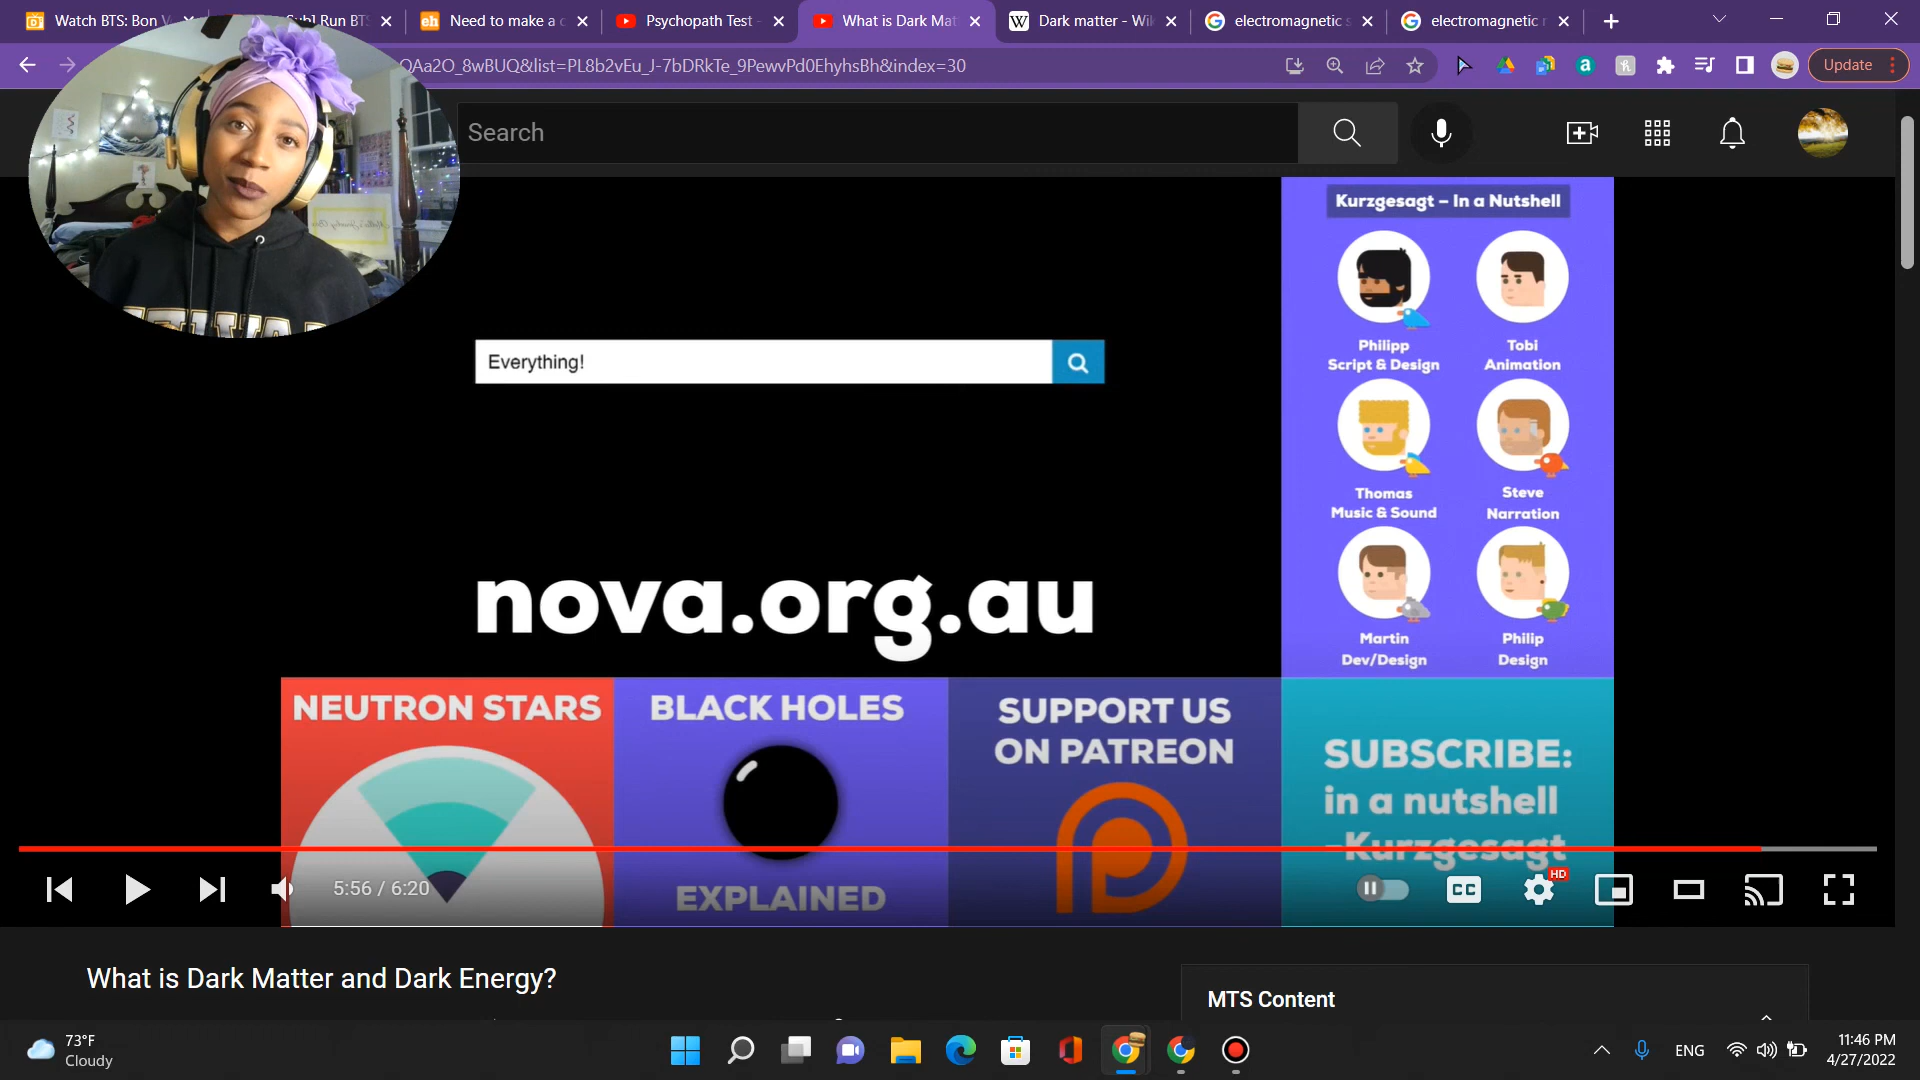 Watch BTS: Bon V
Sub] Run BTS
Need to make a c
Psychopath Test -
What is Dark Mat
Dark matter - Wik
electromagnetic s
electromagnetic r
QAa2O_8wBUQ&list=PL8b2vEu_J-7bDRkTe_9PewvPd0EhyhsBh&index=30
Update
Search
Kurzgesagt – In a Nutshell
Everything!
Philipp
Script & Design
Tobi
Animation
Thomas
Music & Sound
Steve
Narration
Martin
Dev/Design
Philip
Design
nova.org.au
NEUTRON STARS
BLACK HOLES
EXPLAINED
SUPPORT US
ON PATREON
SUBSCRIBE:
in a nutshell
-Kurzgesagt
5:56 / 6:20
CC
HD
What is Dark Matter and Dark Energy?
MTS Content
73°F
Cloudy
ENG
11:46 PM
4/27/2022